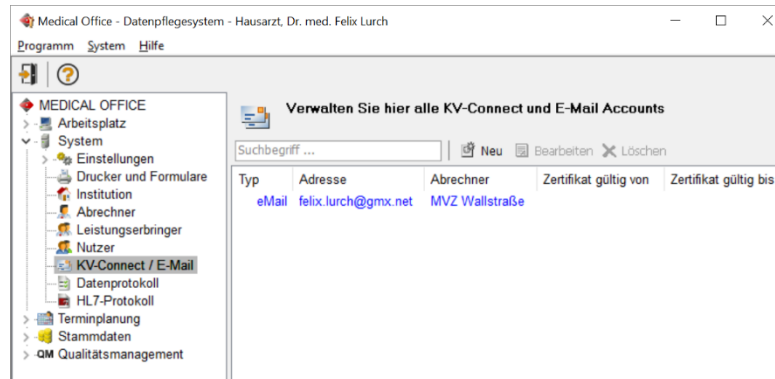 Medical Office - Datenpflegesystem - Hausarzt, Dr. med. Felix Lurch
Programm System Hilfe
MEDICAL OFFICE
Arbeitsplatz
System
Einstellungen
Drucker und Formulare
Institution
Abrechner
Leistungserbringer
Nutzer
KV-Connect / E-Mail
Datenprotokoll
HL7-Protokoll
Terminplanung
Stammdaten
QM Qualitätsmanagement
Verwalten Sie hier alle KV-Connect und E-Mail Accounts
Suchbegriff ... Neu Bearbeiten Löschen
Typ Adresse Abrechner Zertifikat gültig von Zertifikat gültig bis
eMail felix.lurch@gmx.net MVZ Wallstraße